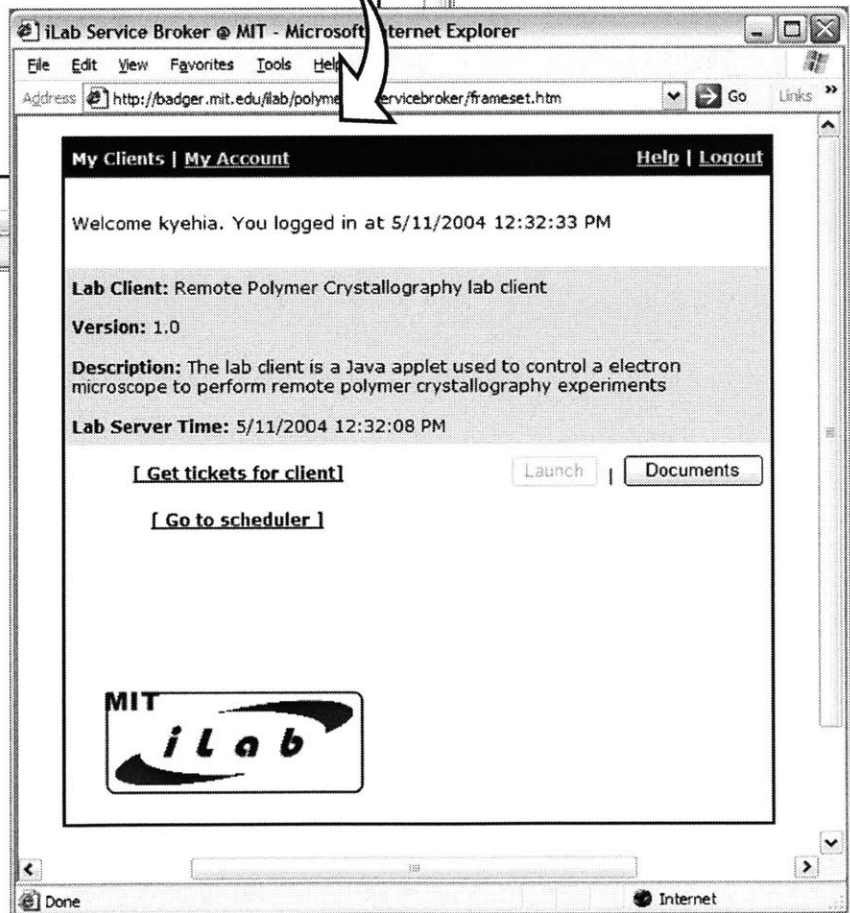 iLab Service Broker @ MIT - Microsoft Internet Explorer
File Edit View Favorites Tools Help
Address http://badger.mit.edu/ilab/polyme ervicebroker/frameset.htm Go Links »
My Clients | My Account Help | Logout
Welcome kyehia. You logged in at 5/11/2004 12:32:33 PM
Lab Client: Remote Polymer Crystallography lab client
Version: 1.0
Description: The lab client is a Java applet used to control a electron
microscope to perform remote polymer crystallography experiments
Lab Server Time: 5/11/2004 12:32:08 PM
[ Get tickets for client] Launch | Documents
[ Go to scheduler ]
MIT
iLab
Done Internet